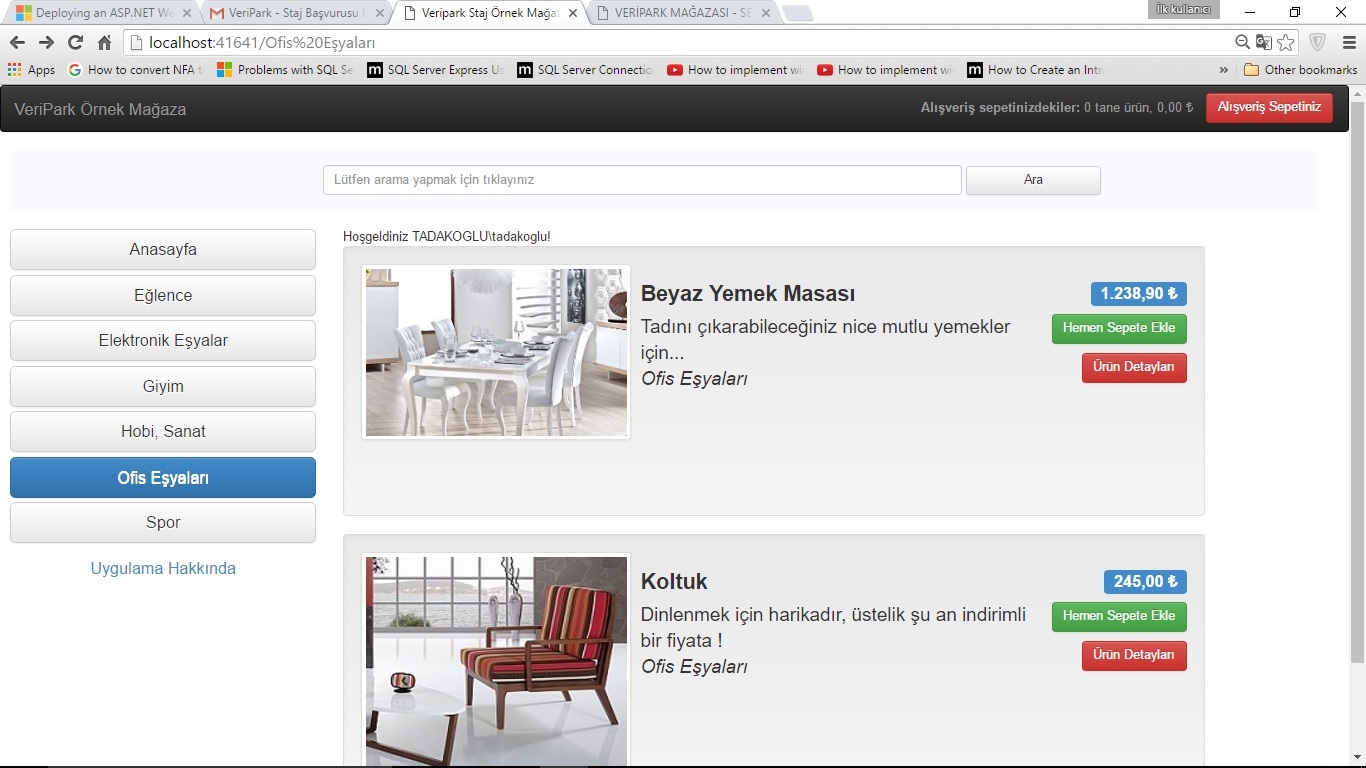 Deploying an ASP.NET We
VeriPark - Staj Başvurusu
Veripark Staj Örnek Mağa
VERİPARK MAĞAZASI - SE
İlk kullanıcı
localhost:41641/Ofis%20Eşyaları
Apps
How to convert NFA t
Problems with SQL Se
SQL Server Express Us
SQL Server Connectio
How to implement wi
How to implement wi
How to Create an Intr
» Other bookmarks
VeriPark Örnek Mağaza
Alışveriş sepetinizdekiler: 0 tane ürün, 0,00 ₺
Alışveriş Sepetiniz
Lütfen arama yapmak için tıklayınız
Ara
Anasayfa
Eğlence
Elektronik Eşyalar
Giyim
Hobi, Sanat
Ofis Eşyaları
Spor
Uygulama Hakkında
Hoşgeldiniz TADAKOGLU\tadakoglu!
Beyaz Yemek Masası
1.238,90 ₺
Tadını çıkarabileceğiniz nice mutlu yemekler
için...
Ofis Eşyaları
Hemen Sepete Ekle
Ürün Detayları
Koltuk
245,00 ₺
Dinlenmek için harikadır, üstelik şu an indirimli
bir fiyata !
Ofis Eşyaları
Hemen Sepete Ekle
Ürün Detayları